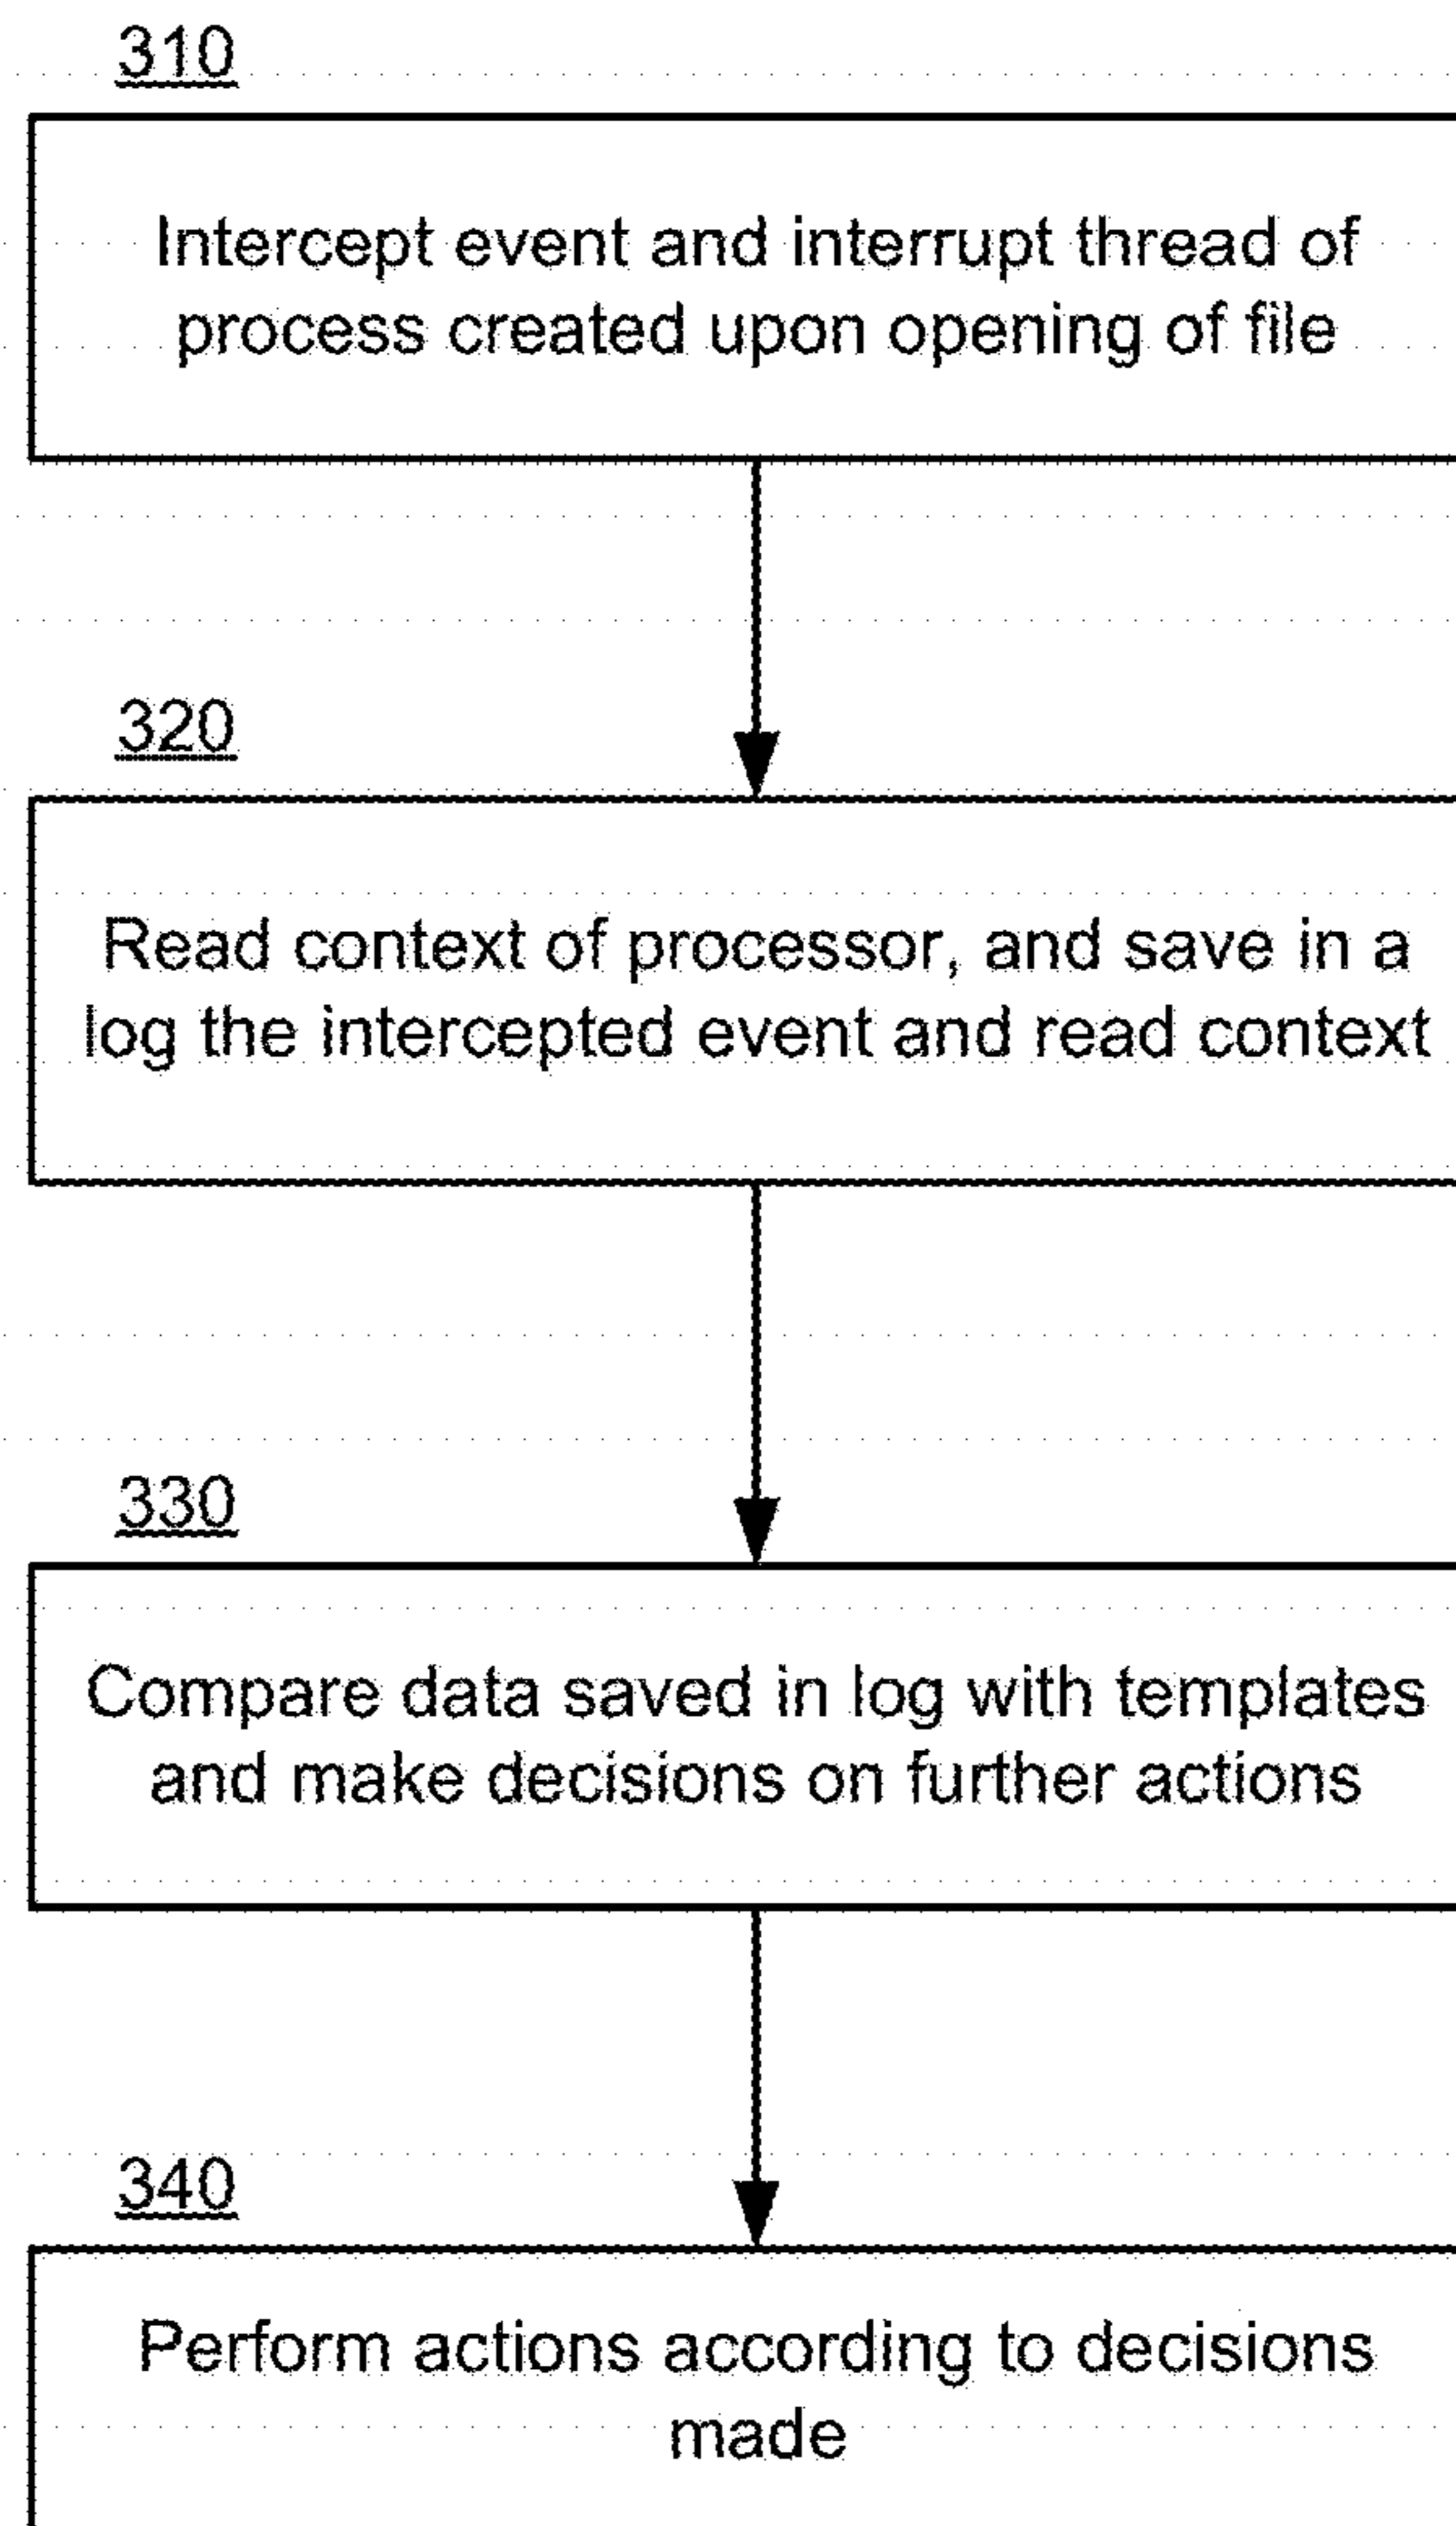 310
Intercept event and interrupt thread of
process created upon opening of file
320
Read context of processor, and save in a
log the intercepted event and read context
330
Compare data saved in log with templates
and make decisions on further actions
340
Perform actions according to decisions
made